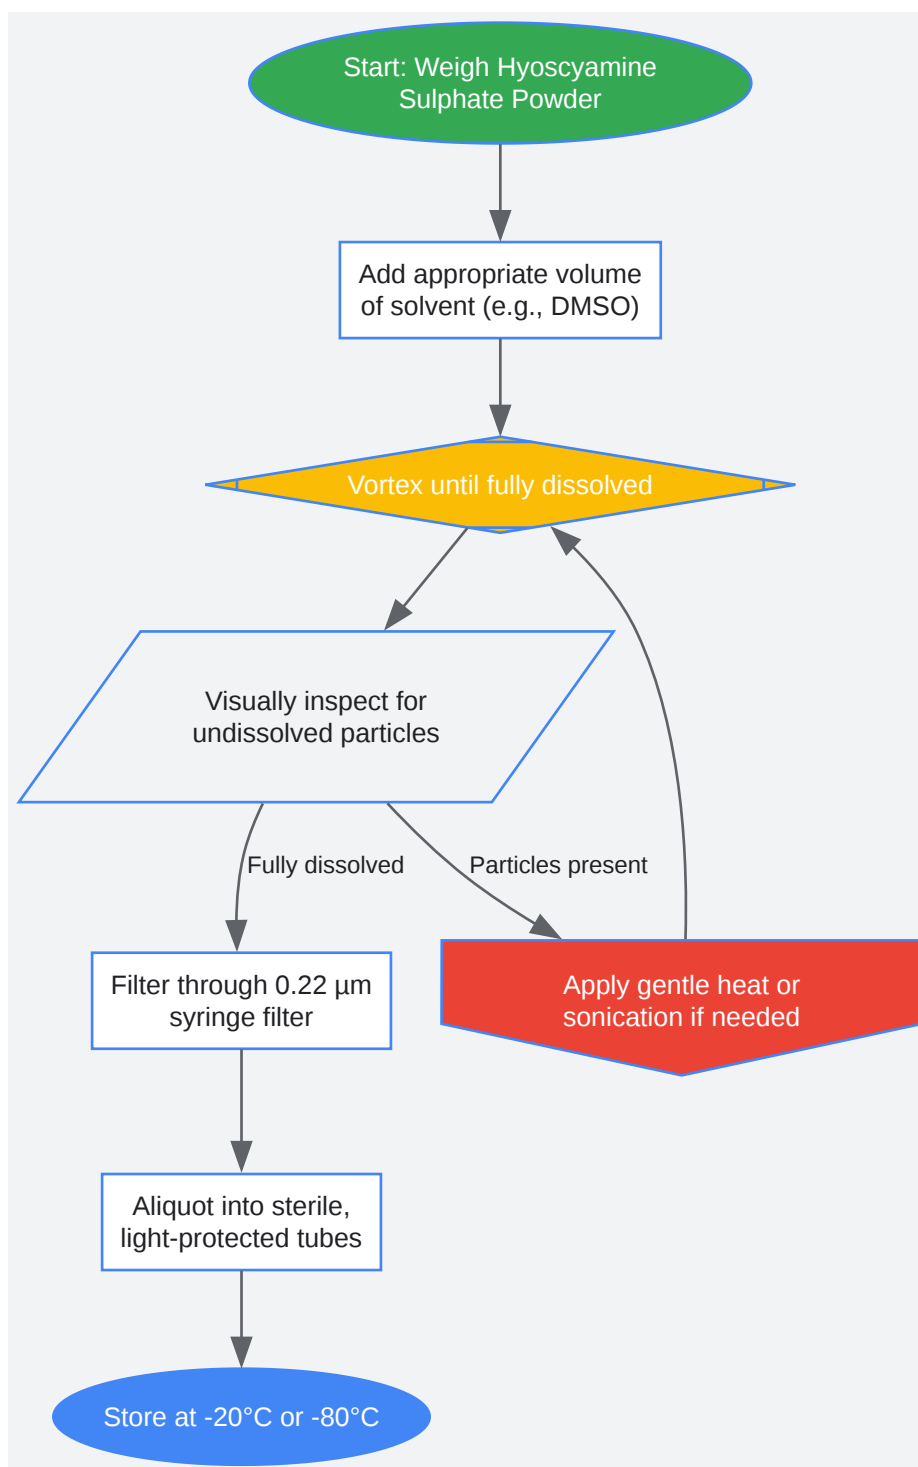 Start: Weigh Hyoscyamine
Sulphate Powder
Add appropriate volume
of solvent (e.g., DMSO)
Vortex until fully dissolved
Visually inspect for
undissolved particles
Fully dissolved
Particles present
Filter through 0.22 µm
syringe filter
Apply gentle heat or
sonication if needed
Aliquot into sterile,
light-protected tubes
Store at -20°C or -80°C